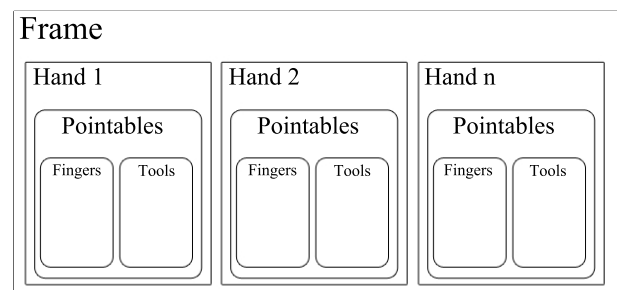 Frame
Hand 1
Pointables
Fingers
Tools
Hand 2
Pointables
Fingers
Tools
Hand n
Pointables
Fingers
Tools